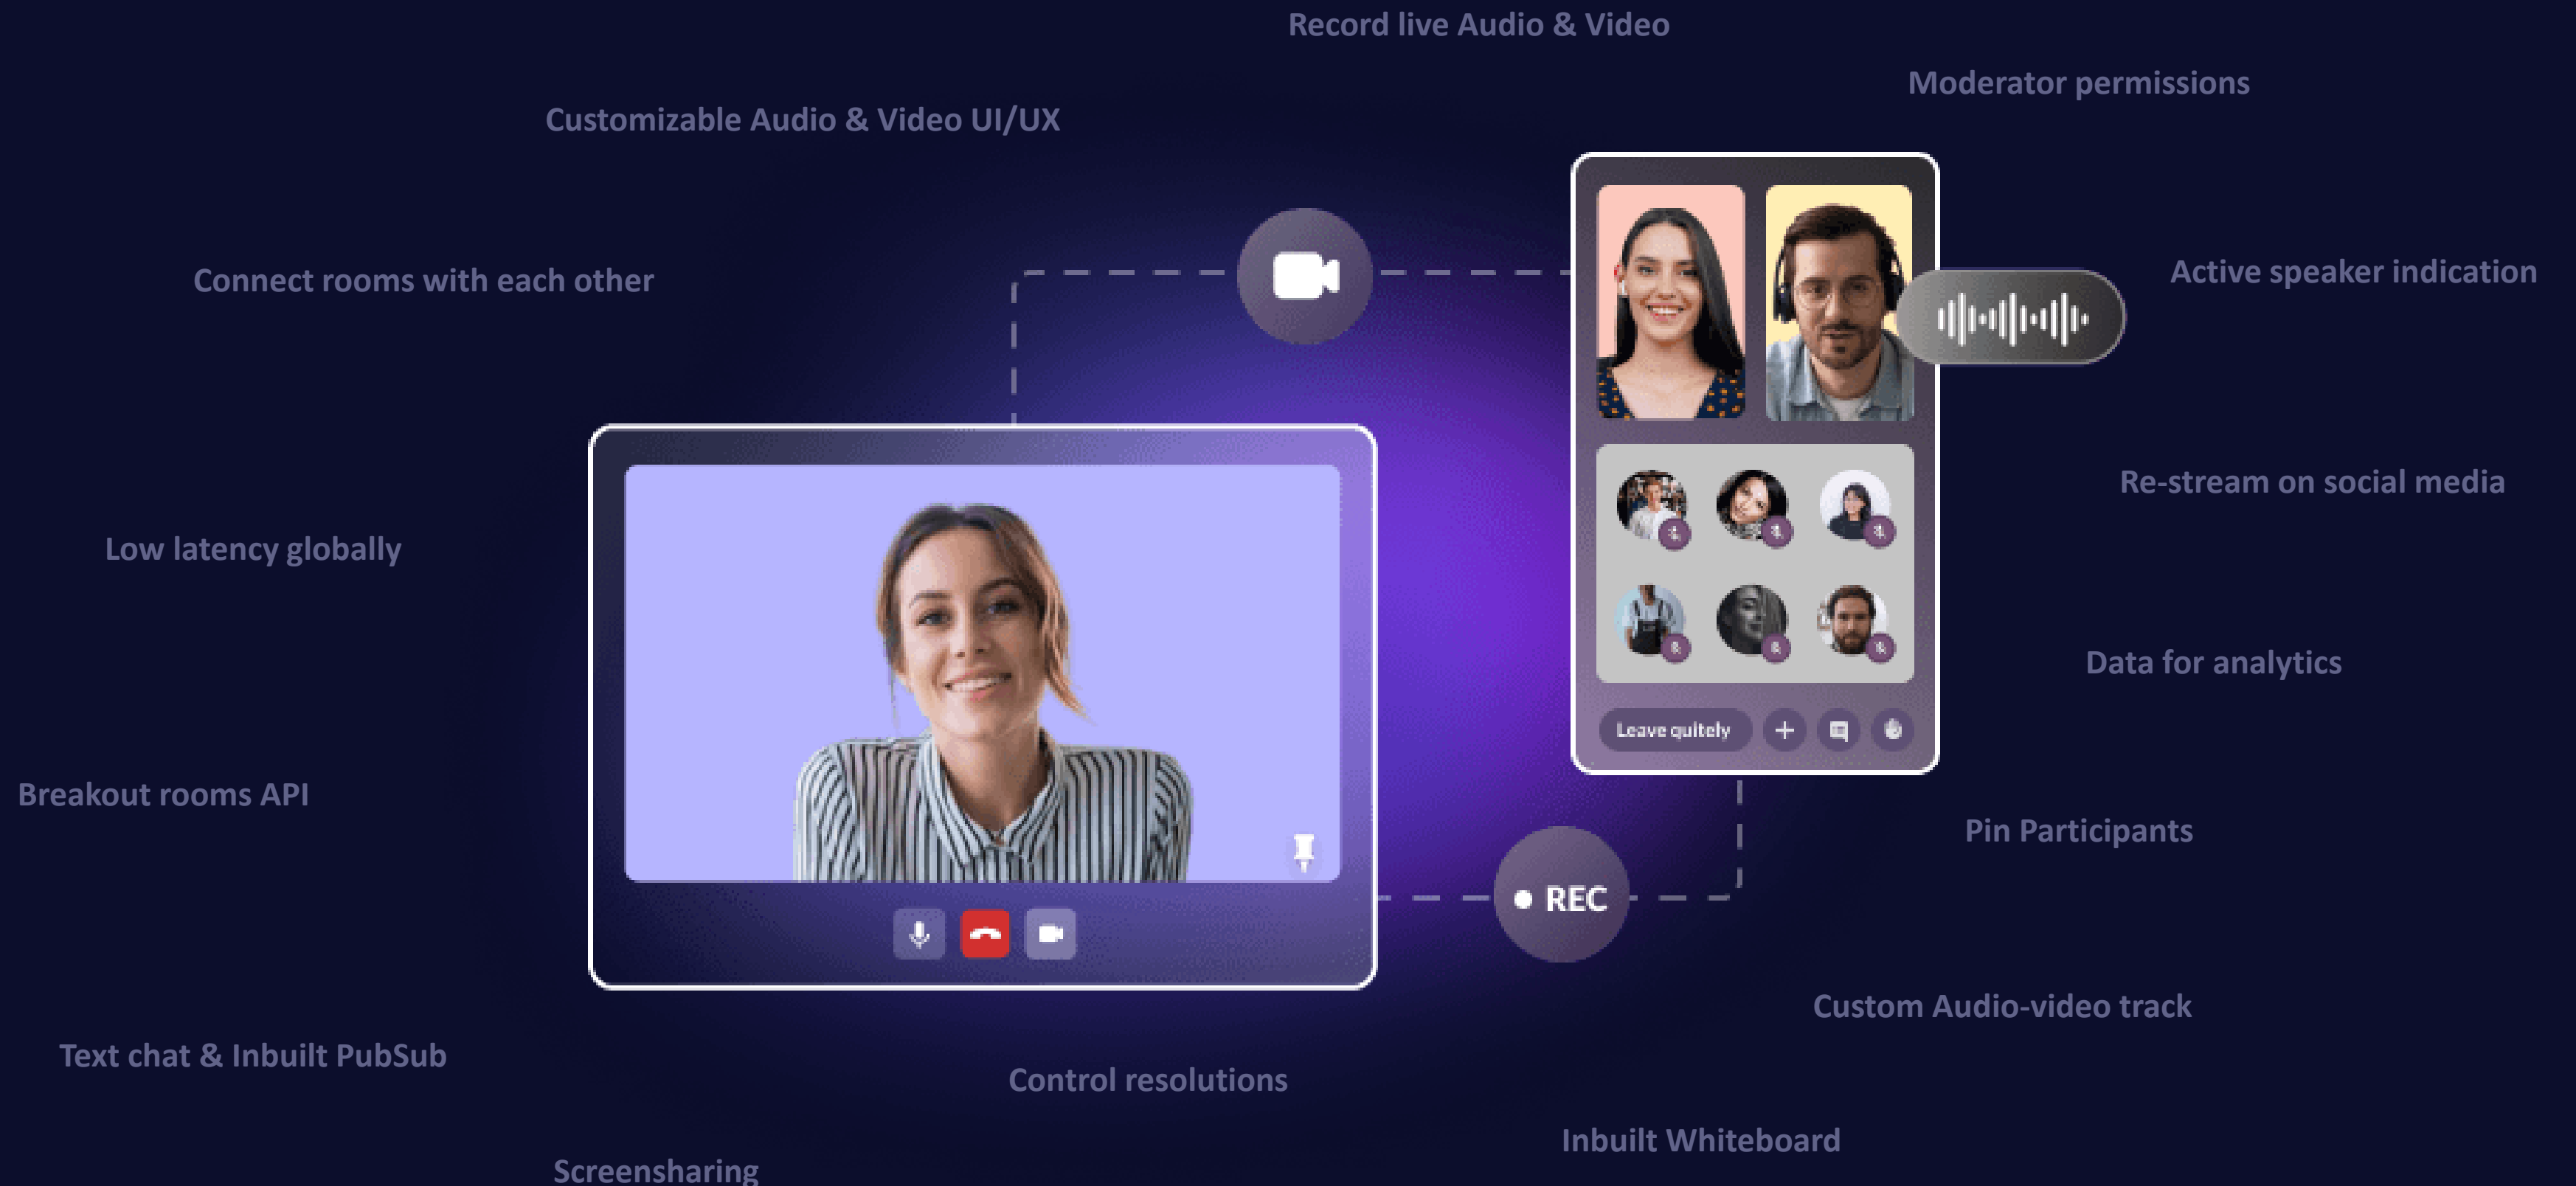 Record live Audio & Video
Moderator permissions
Customizable Audio & Video UI/UX
Connect rooms with each other
Active speaker indication
Re-stream on social media
Low latency globally
Data for analytics
Leave quitely
Breakout rooms API
Pin Participants
REC
Custom Audio-video track
Text chat & Inbuilt PubSub
Control resolutions
Inbuilt Whiteboard
Screensharing